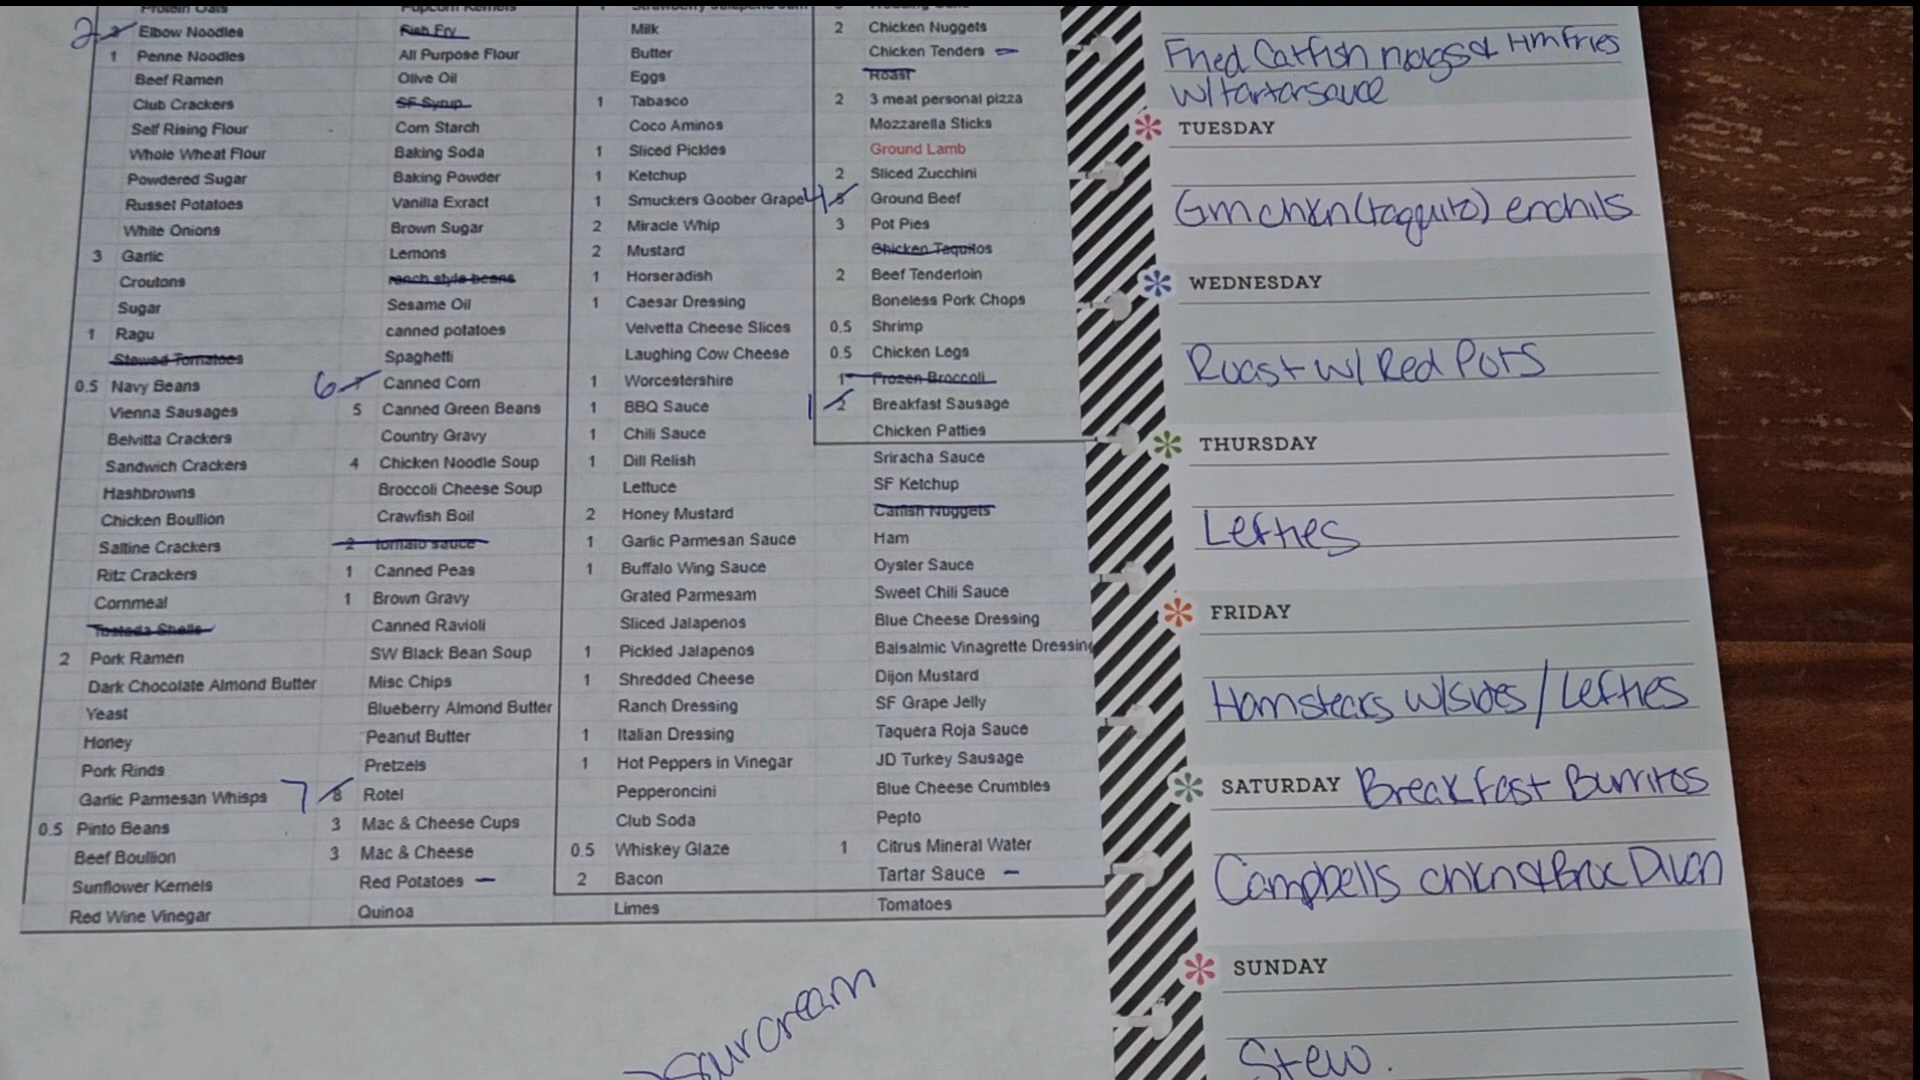 Protein Oats
2 Elbow Noodles
1 Penne Noodles
Beef Ramen
Club Crackers
Self Rising Flour
Whole Wheat Flour
Powdered Sugar
Russet Potatoes
White Onions
3 Garlic
Croutons
Sugar
1 Ragu
Stewed Tomatoes
0.5 Navy Beans
Vienna Sausages
Belvitta Crackers
Sandwich Crackers
Hashbrowns
Chicken Boullion
Saltine Crackers
Ritz Crackers
Cornmeal
Tostada Shells
2 Pork Ramen
Dark Chocolate Almond Butter
Yeast
Honey
Pork Rinds
Garlic Parmesan Whisps
0.5 Pinto Beans
Beef Boullion
Sunflower Kernels
Red Wine Vinegar
Popcorn Kernels
Fish Fry
All Purpose Flour
Olive Oil
SF Syrup
Corn Starch
Baking Soda
Baking Powder
Vanilla Exract
Brown Sugar
Lemons
ranch style beans
Sesame Oil
canned potatoes
Spaghetti
6 Canned Corn
5 Canned Green Beans
Country Gravy
4 Chicken Noodle Soup
Broccoli Cheese Soup
Crawfish Boil
2 tomato sauce
1 Canned Peas
1 Brown Gravy
Canned Ravioli
SW Black Bean Soup
Misc Chips
Blueberry Almond Butter
Peanut Butter
Pretzels
7 8 Rotel
3 Mac & Cheese Cups
3 Mac & Cheese
Red Potatoes –
Quinoa
1 Strawberry Jalapeno Jam
Milk
Butter
Eggs
1 Tabasco
Coco Aminos
1 Sliced Pickles
1 Ketchup
1 Smuckers Goober Grape
2 Miracle Whip
2 Mustard
1 Horseradish
1 Caesar Dressing
Velvetta Cheese Slices
Laughing Cow Cheese
1 Worcestershire
1 BBQ Sauce
1 Chili Sauce
1 Dill Relish
Lettuce
2 Honey Mustard
1 Garlic Parmesan Sauce
1 Buffalo Wing Sauce
Grated Parmesam
Sliced Jalapenos
1 Pickled Jalapenos
1 Shredded Cheese
Ranch Dressing
1 Italian Dressing
1 Hot Peppers in Vinegar
Pepperoncini
Club Soda
0.5 Whiskey Glaze
2 Bacon
Limes
2 Chicken Nuggets
Chicken Tenders –
Roast
2 3 meat personal pizza
Mozzarella Sticks
Ground Lamb
2 Sliced Zucchini
4 5 Ground Beef
3 Pot Pies
Chicken Taquitos
2 Beef Tenderloin
Boneless Pork Chops
0.5 Shrimp
0.5 Chicken Legs
1 Frozen Broccoli
1 2 Breakfast Sausage
Chicken Patties
Sriracha Sauce
SF Ketchup
Catfish Nuggets
Ham
Oyster Sauce
Sweet Chili Sauce
Blue Cheese Dressing
Balsalmic Vinagrette Dressing
Dijon Mustard
SF Grape Jelly
Taquera Roja Sauce
JD Turkey Sausage
Blue Cheese Crumbles
Pepto
1 Citrus Mineral Water
Tartar Sauce –
Tomatoes
Sour cream
Fried Catfish nugs & HM Fries
w/ tartar sauce
TUESDAY
Gm chkn (taquito) enchils
WEDNESDAY
Roast w/ Red Pots
THURSDAY
Lefties
FRIDAY
Hamsteaks w/sides / Lefties
SATURDAY Breakfast Burritos
Campbells chkn & Broc Divan
SUNDAY
Stew.